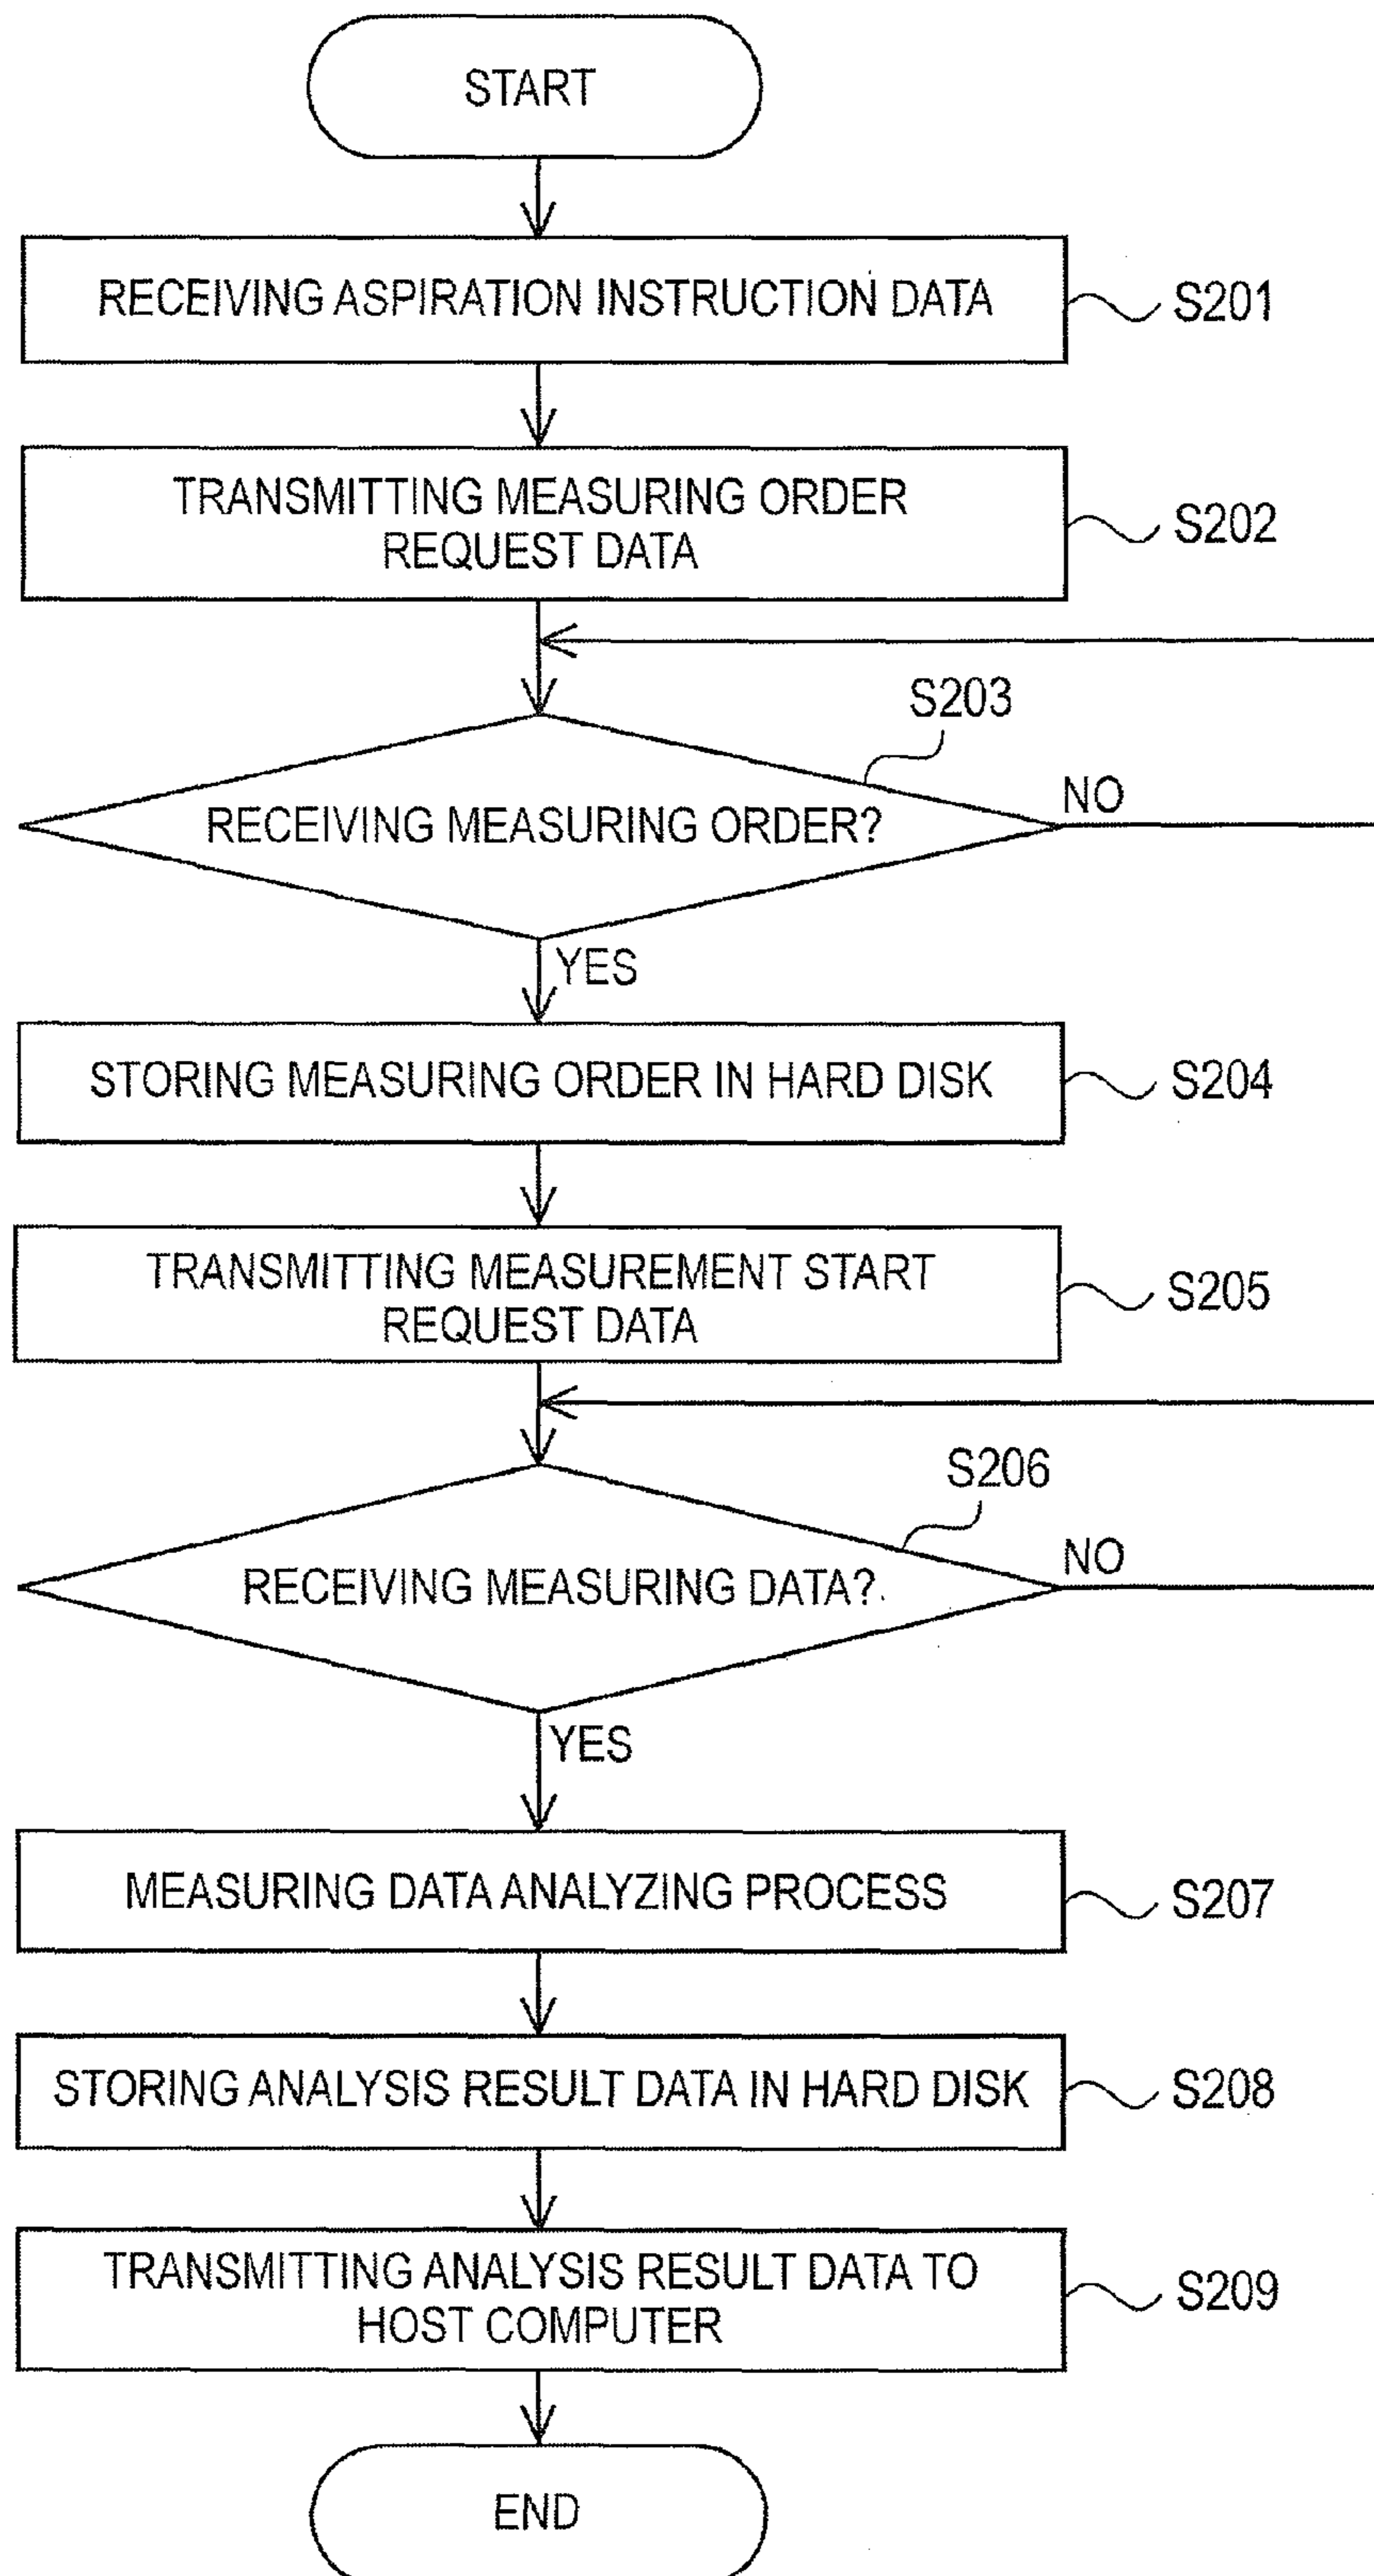 START
RECEIVING ASPIRATION INSTRUCTION DATA
S201
TRANSMITTING MEASURING ORDER
REQUEST DATA
S202
S203
RECEIVING MEASURING ORDER?
NO
YES
STORING MEASURING ORDER IN HARD DISK
S204
TRANSMITTING MEASUREMENT START
REQUEST DATA
S205
S206
RECEIVING MEASURING DATA?
NO
YES
MEASURING DATA ANALYZING PROCESS
S207
STORING ANALYSIS RESULT DATA IN HARD DISK
S208
TRANSMITTING ANALYSIS RESULT DATA TO
HOST COMPUTER
S209
END